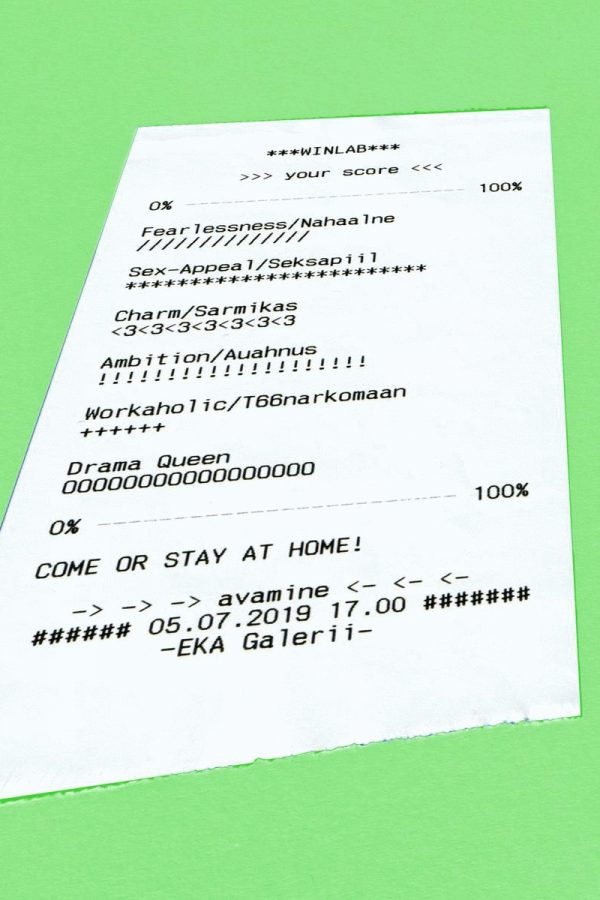 ***WINLAB***
>>> your score <<<
0% ------------------------------ 100%
Fearlessness/Nahaalne
//////////////
Sex-Appeal/Seksapiil
************************
Charm/Sarmikas
<3<3<3<3<3<3<3
Ambition/Auahnus
!!!!!!!!!!!!!!!!!!!!!
Workaholic/T66narkomaan
++++++
Drama Queen
OOOOOOOOOOOOOOOOOO
0% ------------------------------ 100%
COME OR STAY AT HOME!
-> -> -> avamine <- <- <-
###### 05.07.2019 17.00 #######
-EKA Galerii-